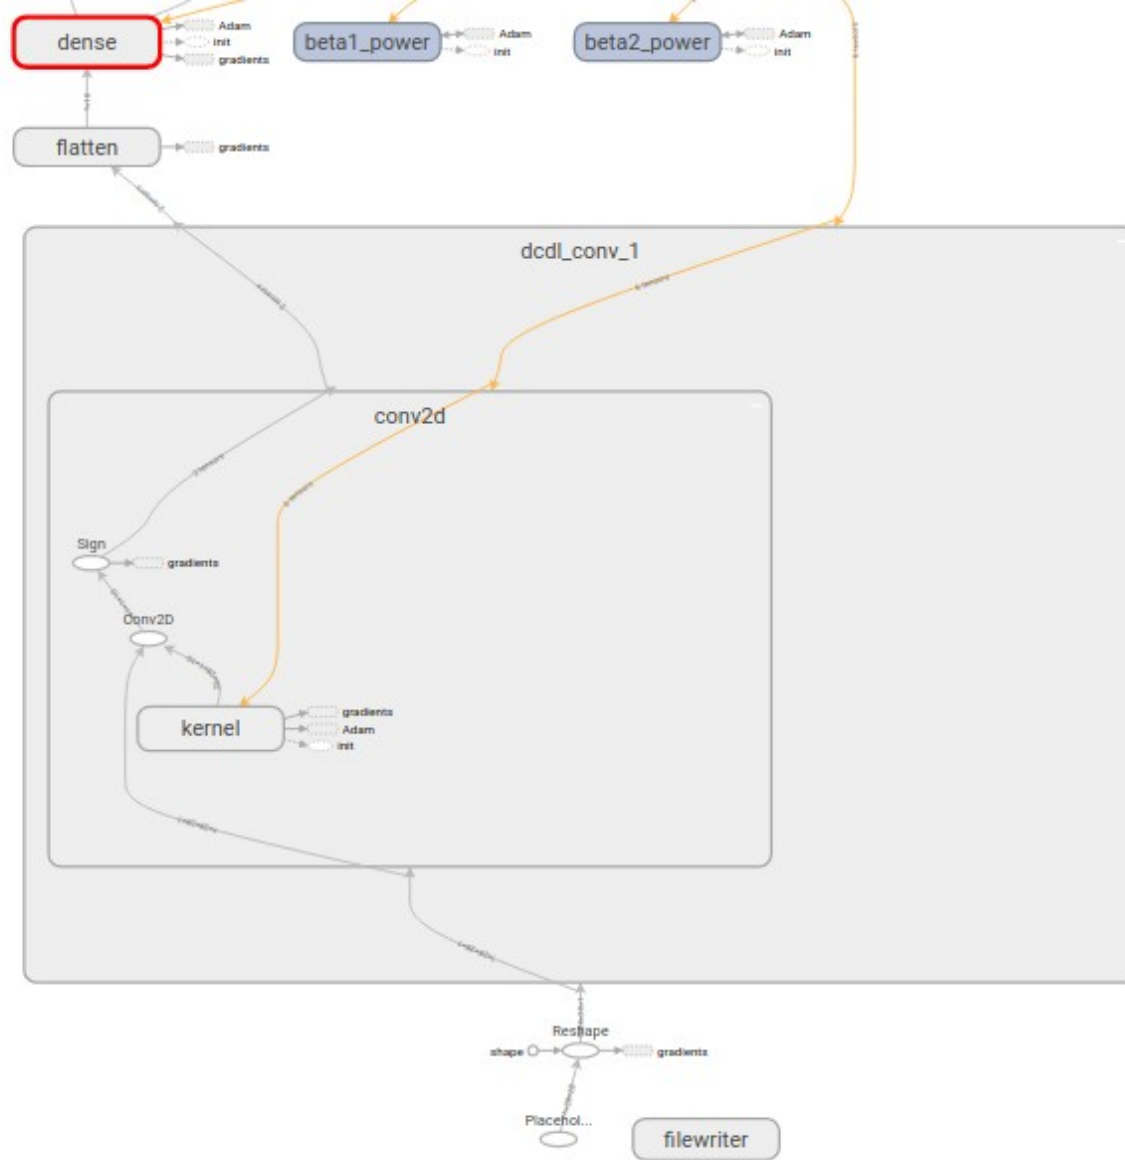 dense
Adam
init
gradients
beta1_power
Adam
init
beta2_power
Adam
init
flatten
gradients
dcdl_conv_1
conv2d
Sign
gradients
Conv2D
kernel
gradients
Adam
init
Reshape
shape
gradients
Placehol...
filewriter